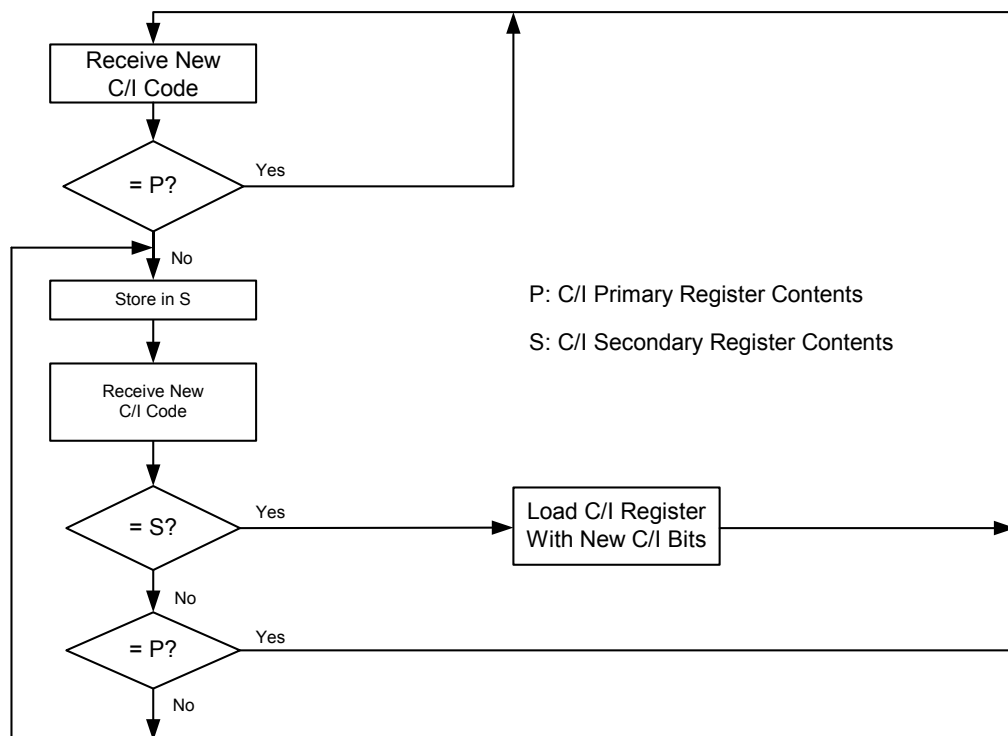 Receive New
C/I Code
= P?
Yes
No
Store in S
P: C/I Primary Register Contents
S: C/I Secondary Register Contents
Receive New
C/I Code
= S?
Yes
Load C/I Register
With New C/I Bits
No
= P?
Yes
No